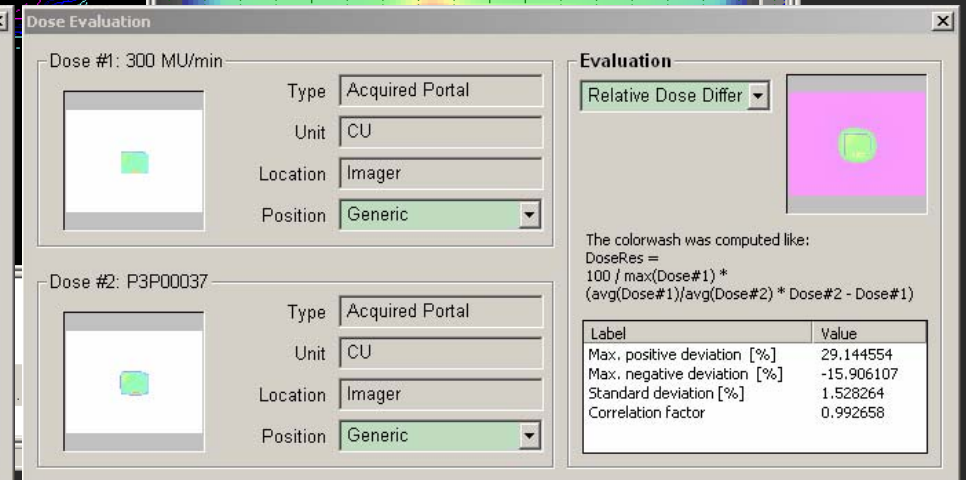 Dose Evaluation
Dose #1: 300 MU/min
Type Acquired Portal
Unit CU
Location Imager
Position Generic
Dose #2: P3P00037
Type Acquired Portal
Unit CU
Location Imager
Position Generic
Evaluation
Relative Dose Differ
The colorwash was computed like:
DoseRes =
100 / max(Dose#1) *
(avg(Dose#1)/avg(Dose#2) * Dose#2 - Dose#1)
Label Value
Max. positive deviation [%] 29.144554
Max. negative deviation [%] -15.906107
Standard deviation [%] 1.528264
Correlation factor 0.992658